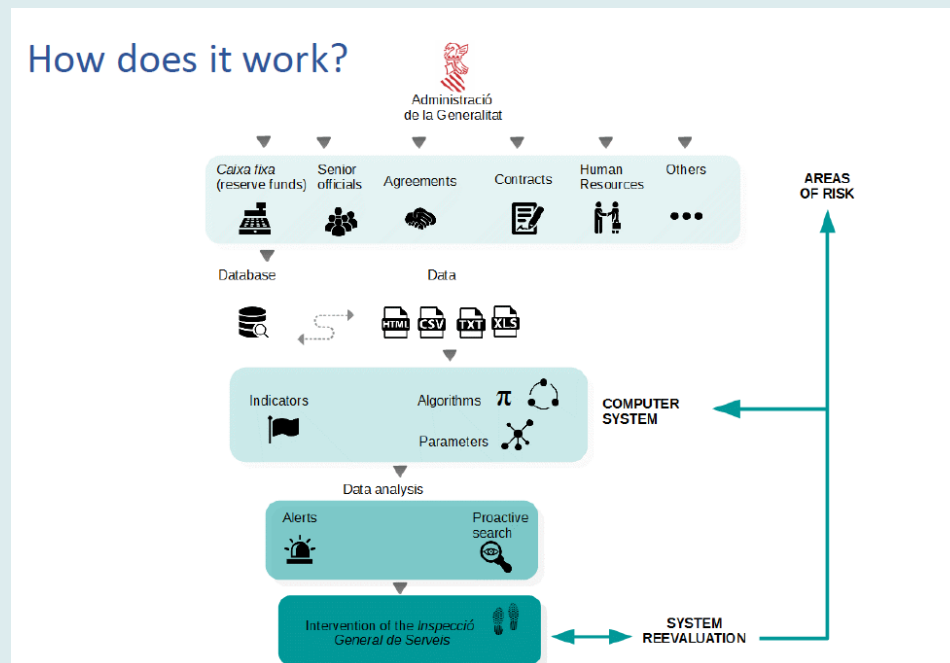 How does it work?
Administració
de la Generalitat
Caixa fixa
(reserve funds)
Senior
officials
Agreements
Contracts
Human
Resources
Others
AREAS
OF RISK
Database
Data
HTML
CSV
TXT
XLS
Indicators
Algorithms
π
Parameters
COMPUTER
SYSTEM
Data analysis
Alerts
Proactive
search
Intervention of the Inspecció
General de Serveis
SYSTEM
REEVALUATION